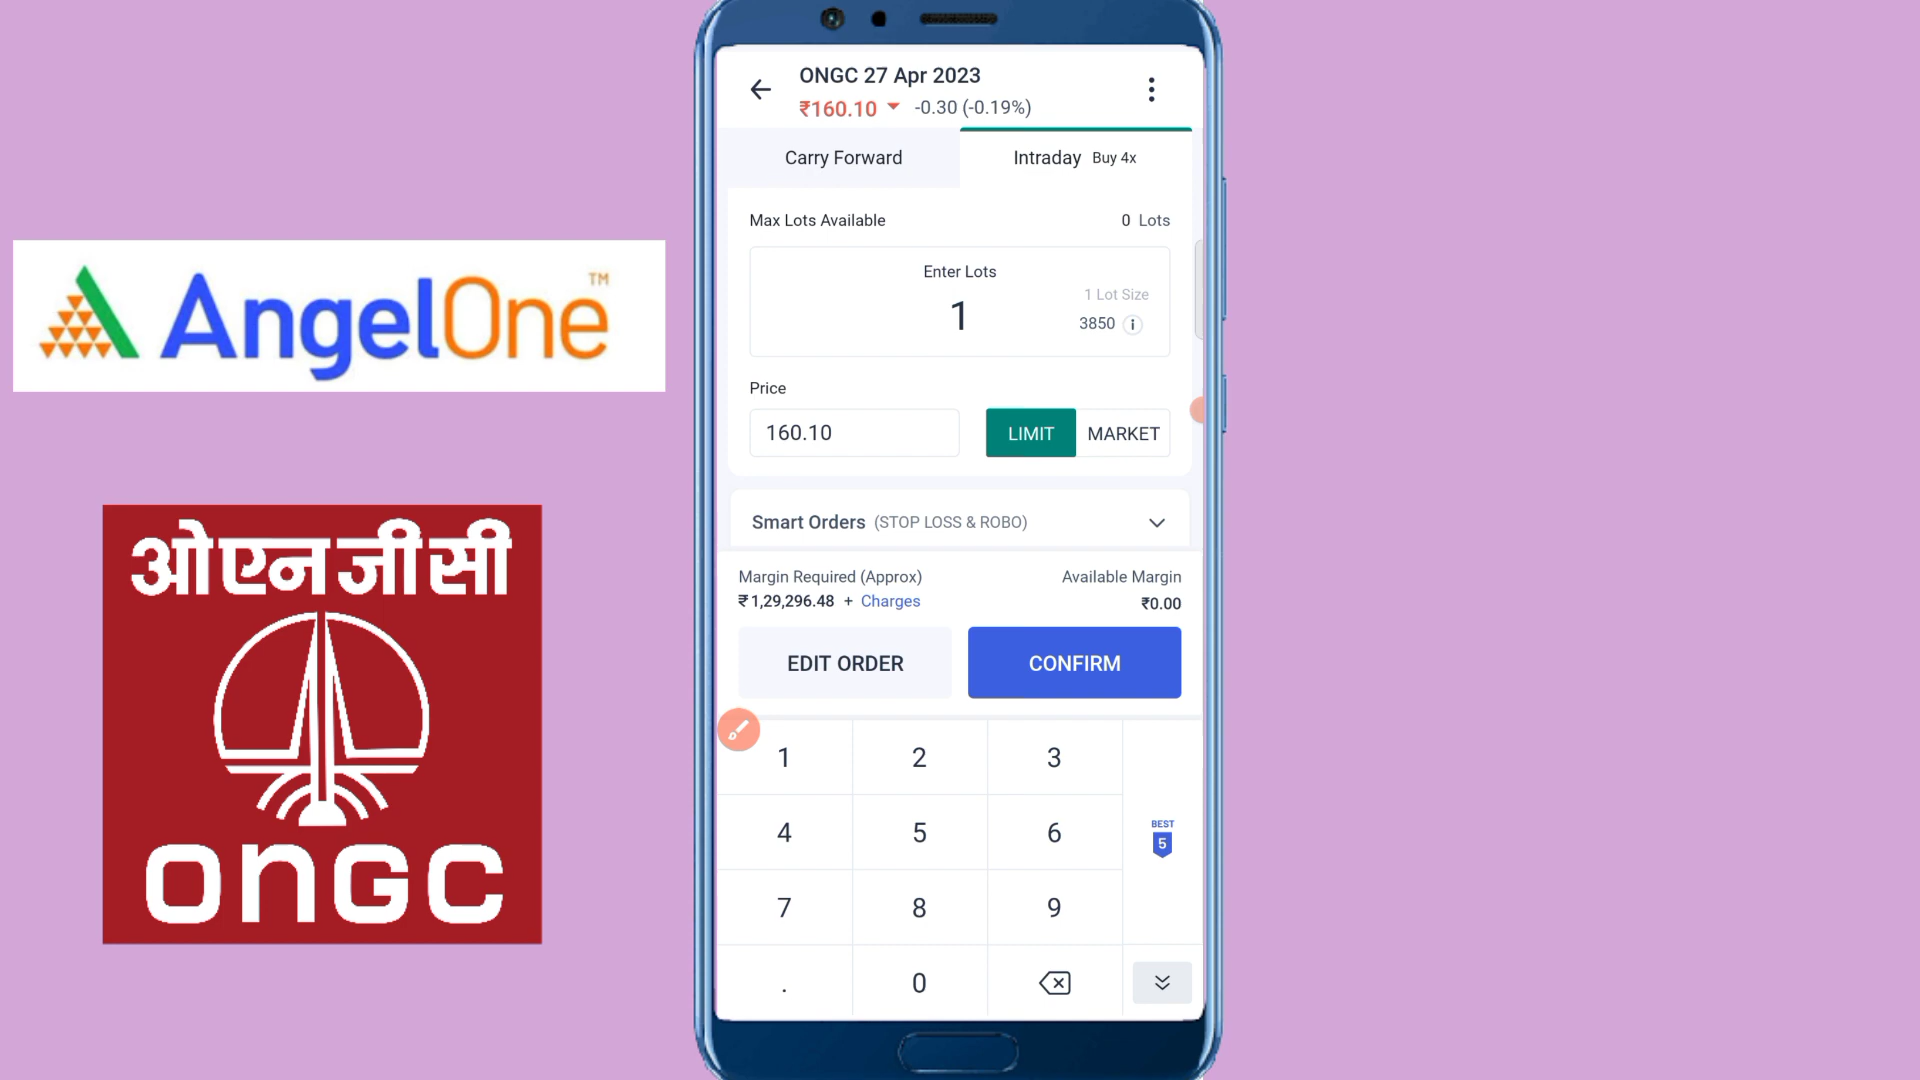 AngelOne™
ओएनजीसी
ONGC
ONGC 27 Apr 2023
₹160.10 -0.30 (-0.19%)
Carry Forward
Intraday Buy 4x
Max Lots Available 0 Lots
Enter Lots
1
1 Lot Size
3850
Price
160.10
LIMIT MARKET
Smart Orders (STOP LOSS & ROBO)
Margin Required (Approx) Available Margin
₹1,29,296.48 + Charges ₹0.00
EDIT ORDER CONFIRM
1 2 3
4 5 6
BEST
5
7 8 9
. 0